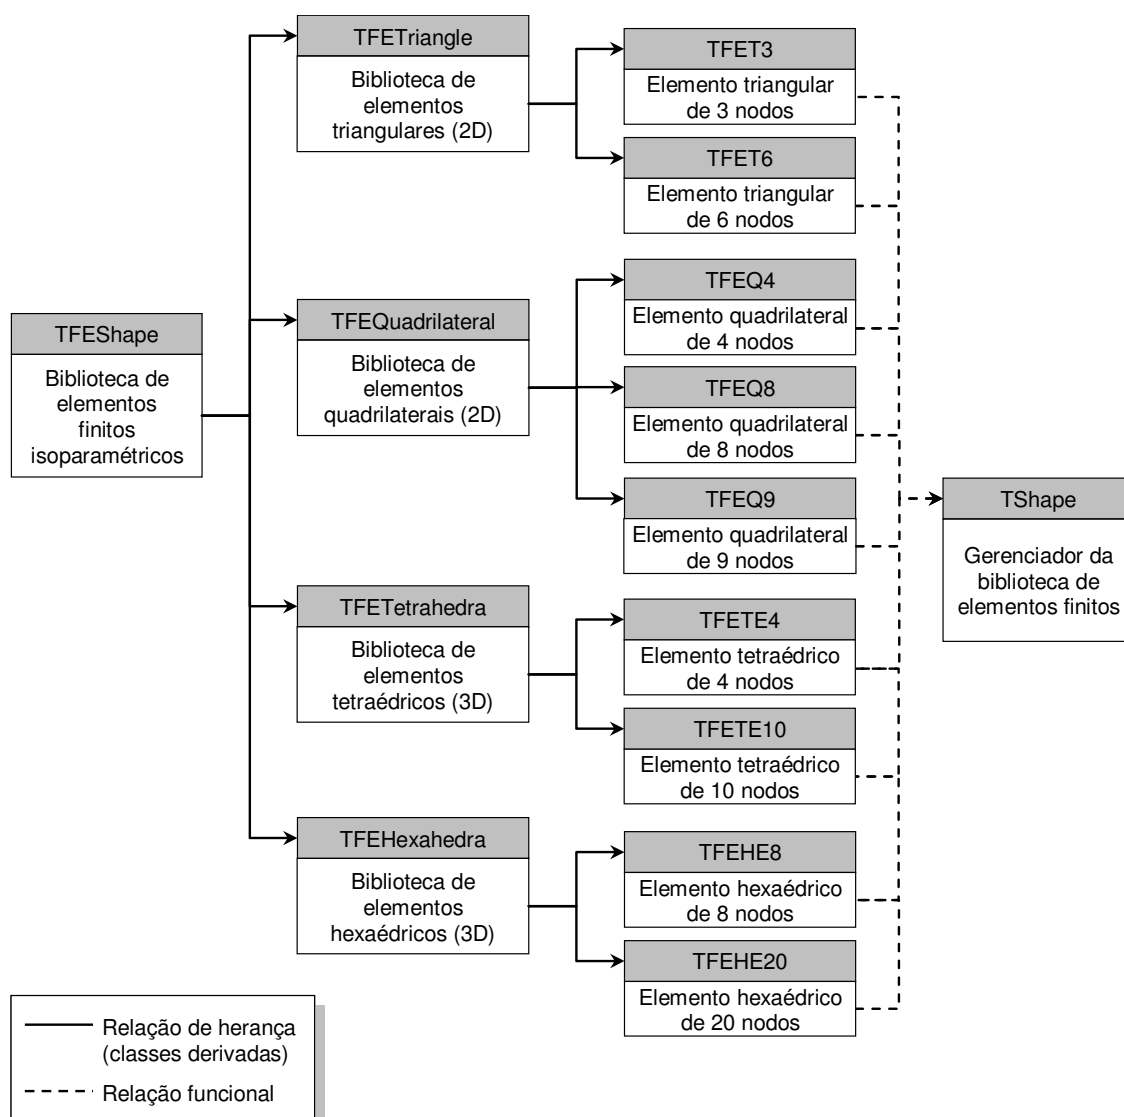 TFEShape
Biblioteca de
elementos
finitos
isoparamétricos
TFETriangle
Biblioteca de
elementos
triangulares (2D)
TFEQuadrilateral
Biblioteca de
elementos
quadrilaterais (2D)
TFETetrahedra
Biblioteca de
elementos
tetraédricos (3D)
TFEHexahedra
Biblioteca de
elementos
hexaédricos (3D)
TFET3
Elemento triangular
de 3 nodos
TFET6
Elemento triangular
de 6 nodos
TFEQ4
Elemento quadrilateral
de 4 nodos
TFEQ8
Elemento quadrilateral
de 8 nodos
TFEQ9
Elemento quadrilateral
de 9 nodos
TFETE4
Elemento tetraédrico
de 4 nodos
TFETE10
Elemento tetraédrico
de 10 nodos
TFEHE8
Elemento hexaédrico
de 8 nodos
TFEHE20
Elemento hexaédrico
de 20 nodos
TShape
Gerenciador da
biblioteca de
elementos finitos
Relação de herança
(classes derivadas)
Relação funcional